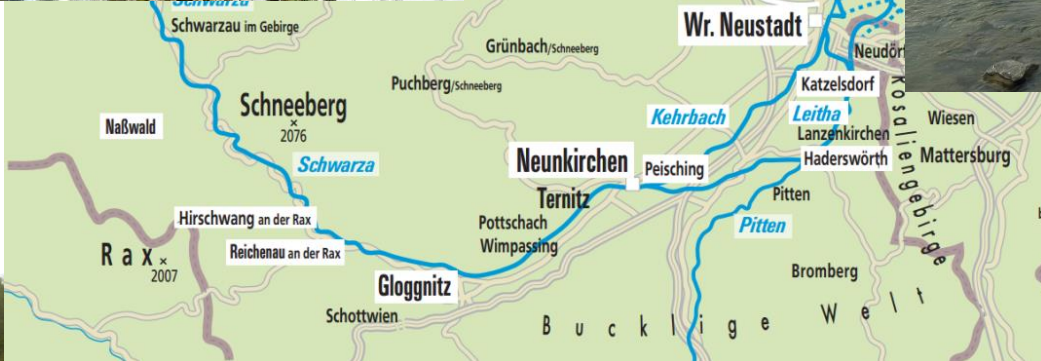 Schwarza
Schwarzau im Gebirge
Wr. Neustadt
Grünbach/Schneeberg
Neudörf
Puchberg/Schneeberg
Katzelsdorf
Schneeberg
2076
Naßwald
Kehrbach
Leitha
Lanzenkirchen
Wiesen
Rosaliengebirge
Schwarza
Neunkirchen
Peisching
Haderswörth
Mattersburg
Ternitz
Pitten
Hirschwang an der Rax
Pottschach
Wimpassing
Pitten
Rax
2007
Reichenau an der Rax
Gloggnitz
Bromberg
Schottwien
Bucklige Welt